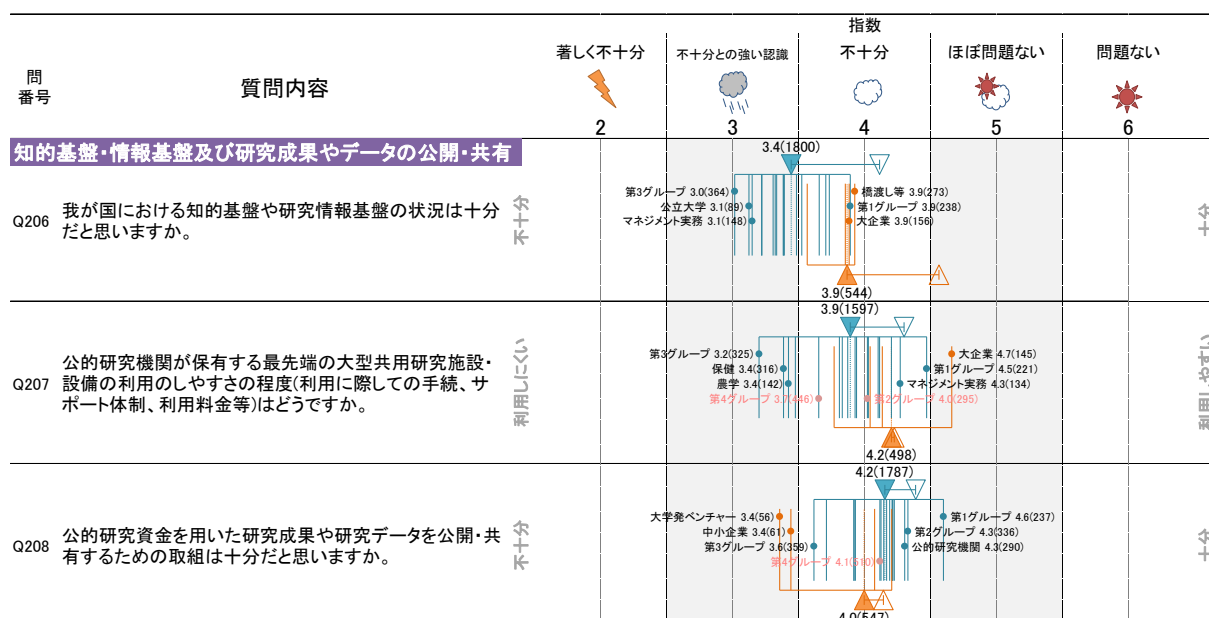 指数
著しく不十分
不十分との強い認識
不十分
ほぼ問題ない
問題ない
問
番号
質問内容
2
3
4
5
6
知的基盤・情報基盤及び研究成果やデータの公開・共有
3.4(1800)
第3グループ 3.0(364)
橋渡し等 3.9(273)
公立大学 3.1(89)
第1グループ 3.9(238)
マネジメント実務 3.1(148)
大企業 3.9(156)
Q206
我が国における知的基盤や研究情報基盤の状況は十分
だと思いますか。
不十分
十分
3.9(544)
3.9(1597)
第3グループ 3.2(325)
大企業 4.7(145)
保健 3.4(316)
第1グループ 4.5(221)
農学 3.4(142)
マネジメント実務 4.3(134)
第4グループ 3.7(446)
第2グループ 4.0(295)
Q207
公的研究機関が保有する最先端の大型共用研究施設・
設備の利用のしやすさの程度(利用に際しての手続、サ
ポート体制、利用料金等)はどうですか。
利用しにくい
4.2(498)
4.2(1787)
大学発ベンチャー 3.4(56)
第1グループ 4.6(237)
中小企業 3.4(61)
第2グループ 4.3(336)
第3グループ 3.6(359)
公的研究機関 4.3(290)
第4グループ 4.1(510)
Q208
公的研究資金を用いた研究成果や研究データを公開・共
有するための取組は十分だと思いますか。
不十分
十分
4.0(547)